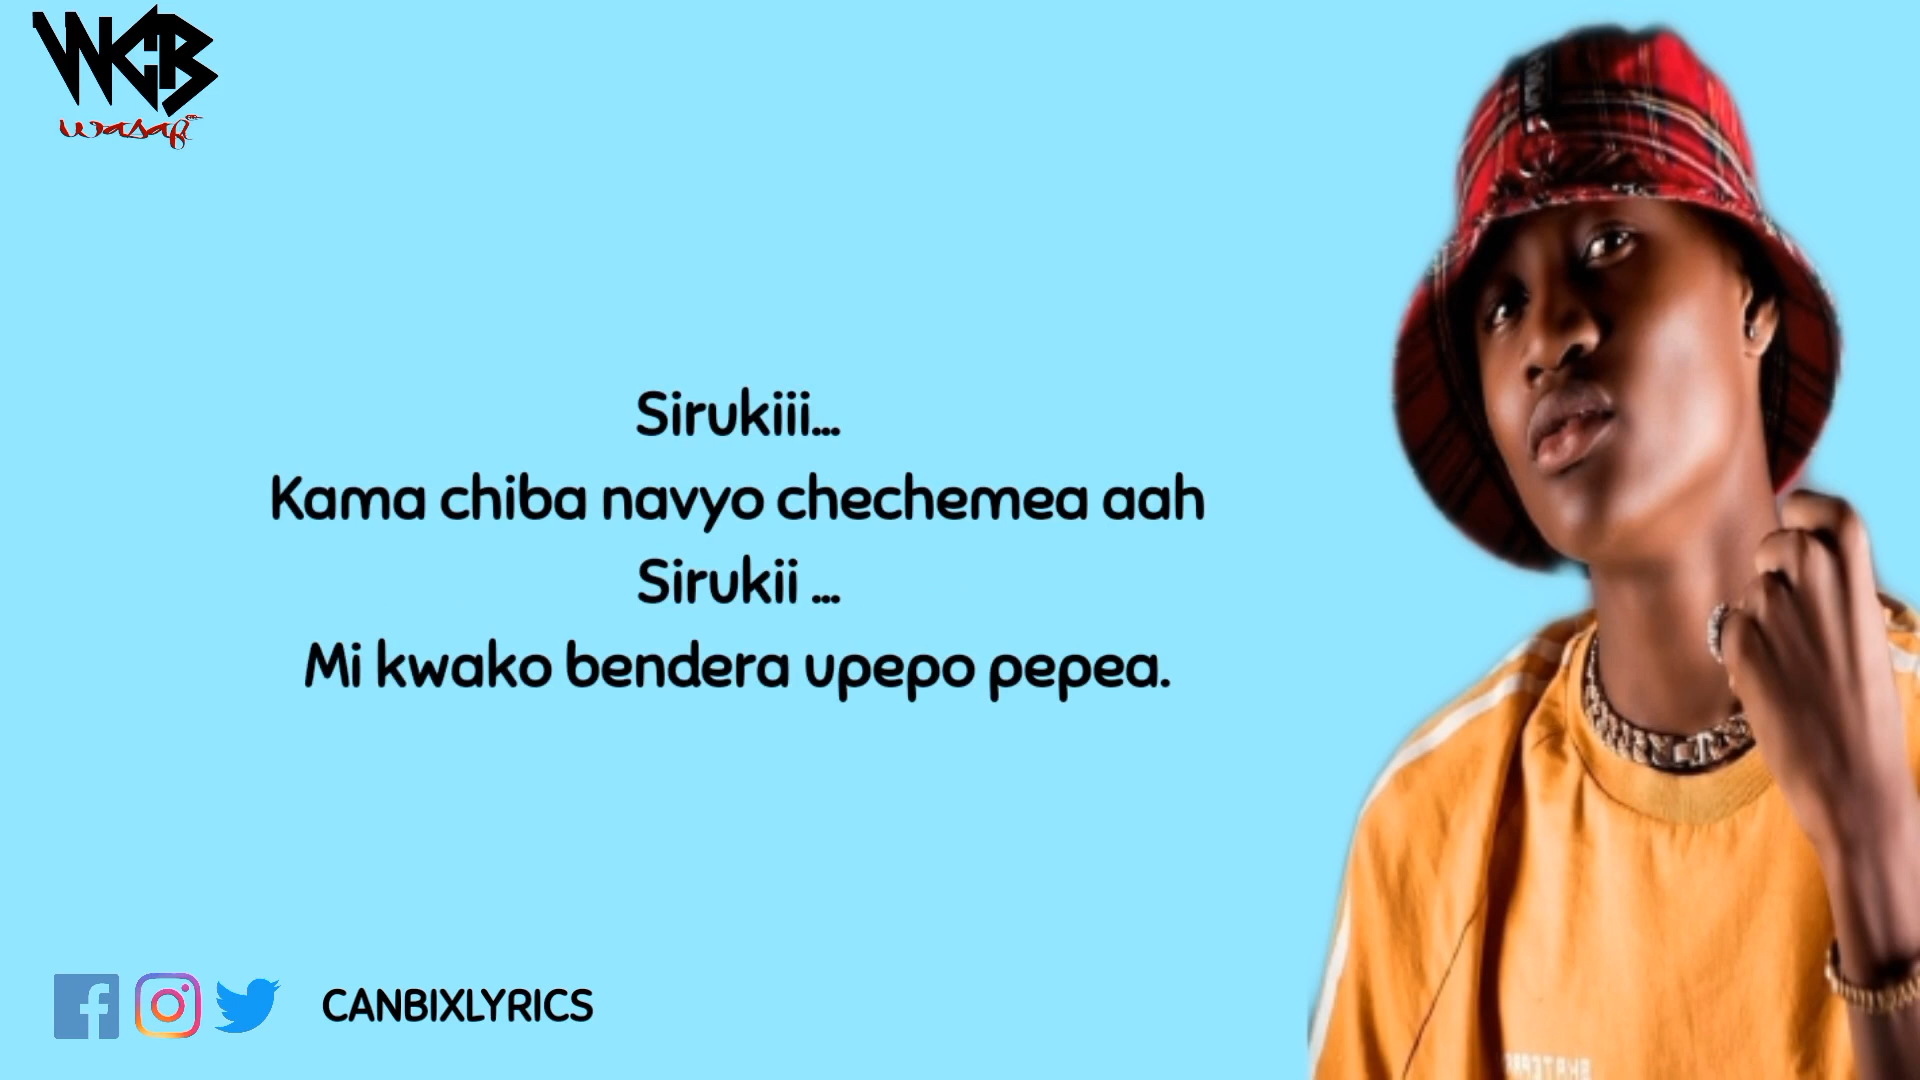 WCB
wasafi
Sirukiii...
Kama chiba navyo chechemea aah
Sirukii ...
Mi kwako bendera upepo pepea.
CANBIXLYRICS